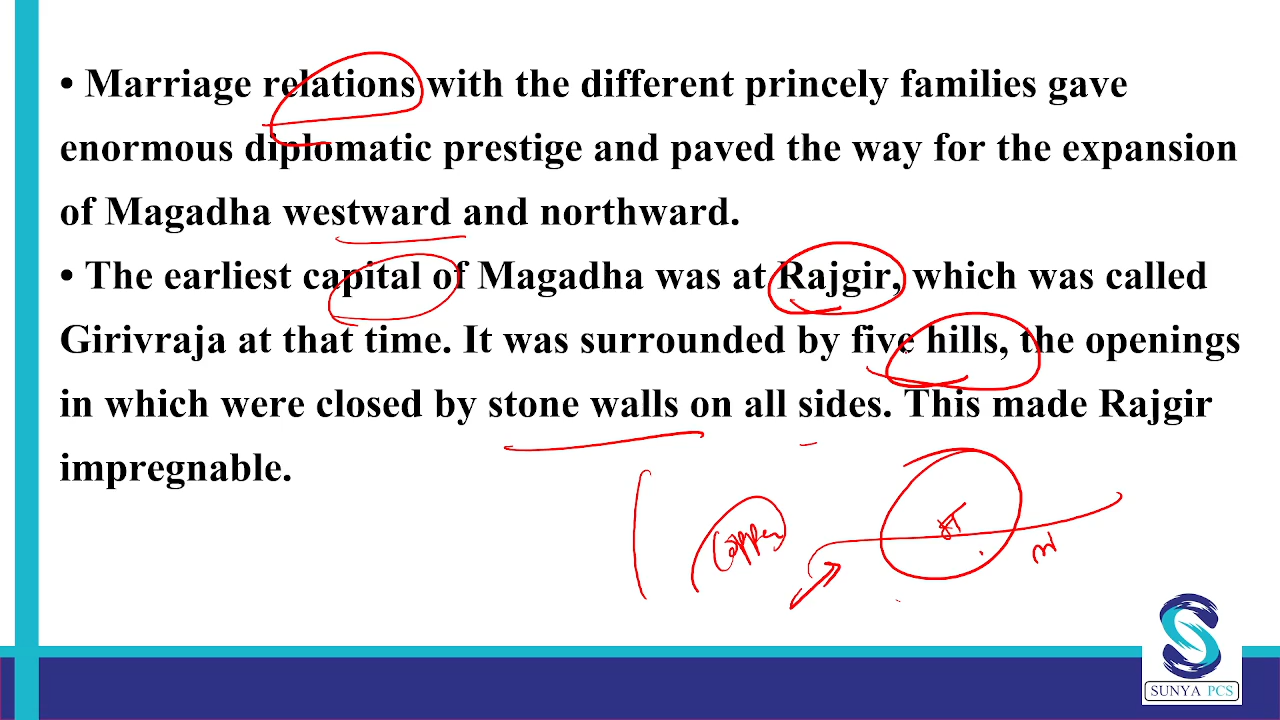 • Marriage relations with the different princely families gave
enormous diplomatic prestige and paved the way for the expansion
of Magadha westward and northward.
• The earliest capital of Magadha was at Rajgir, which was called
Girivraja at that time. It was surrounded by five hills, the openings
in which were closed by stone walls on all sides. This made Rajgir
impregnable.
Copper
SUNYA PCS